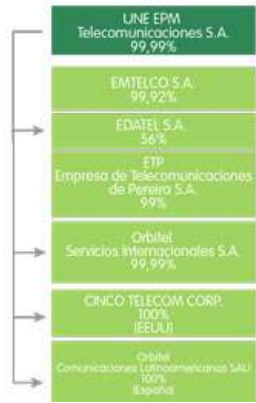 UNE EPM
Telecomunicaciones S.A.
99,99%
EMTELCO S.A.
99,92%
EDATEL S.A.
56%
ETP
Empresa de Telecomunicaciones
de Pereira S.A.
99%
Orbitel
Servicios Internacionales S.A.
99,99%
CINCO TELECOM CORP.
100%
(EEUU)
Orbitel
Comunicaciones Latinoamericanas SAU
100%
(España)